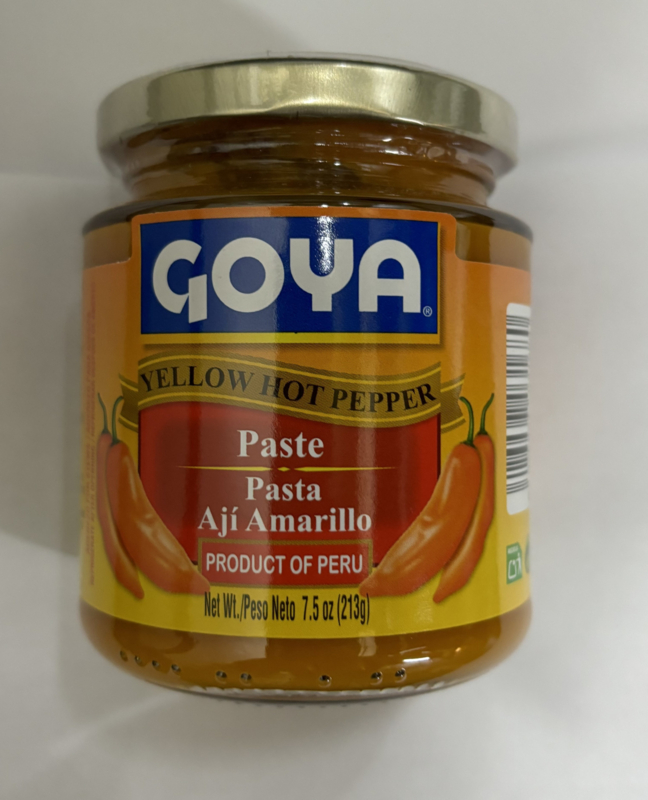 GOYA®
YELLOW HOT PEPPER
Paste
Pasta
Ají Amarillo
PRODUCT OF PERU
Net Wt./Peso Neto 7.5 oz (213g)